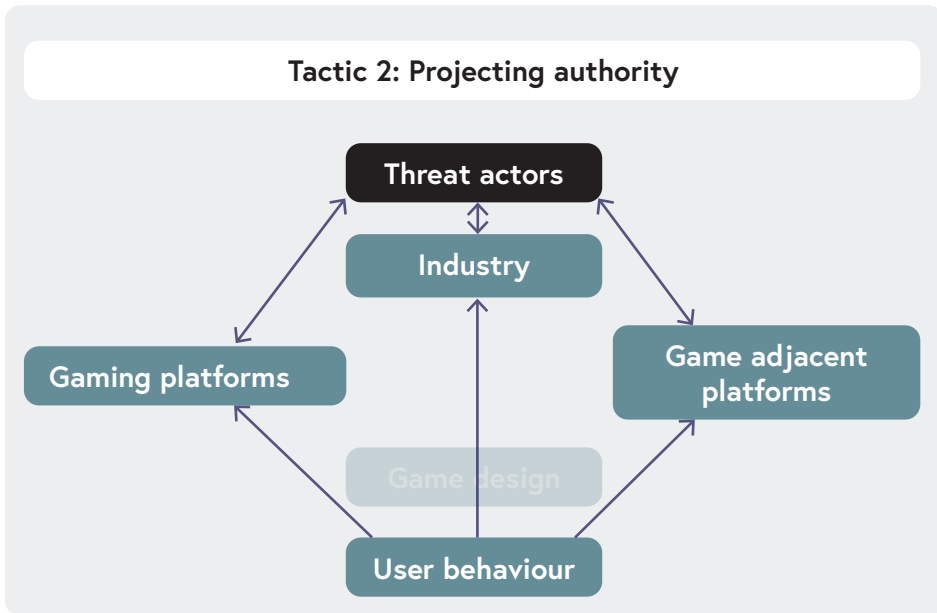 Tactic 2: Projecting authority
Threat actors
Industry
Gaming platforms
Game adjacent
platforms
Game design
User behaviour